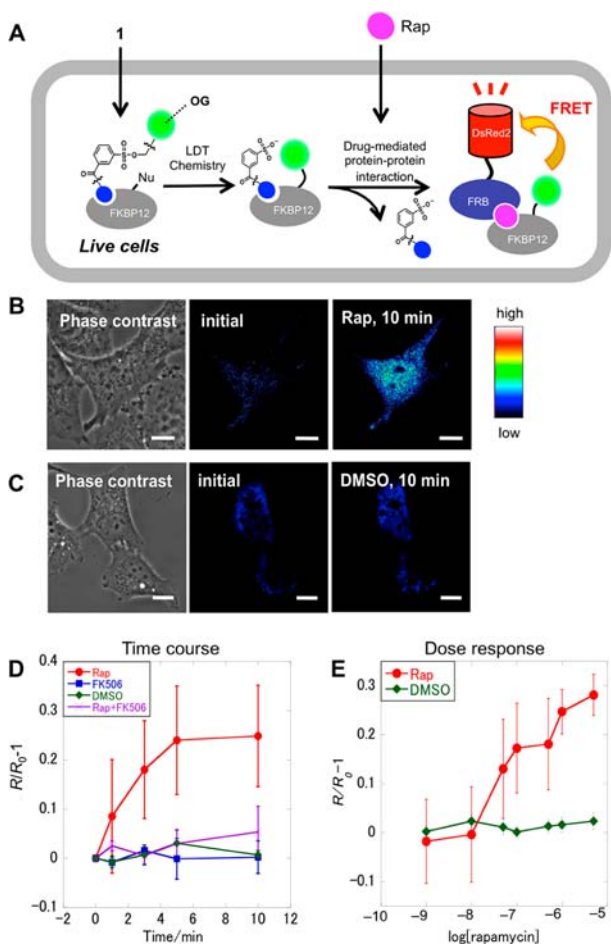 A
1
Rap
OG
LDT
Chemistry
Nu
FKBP12
Live cells
FKBP12
Drug-mediated
protein-protein
interaction
DsRed2
FRET
FRB
FKBP12
B
Phase contrast
initial
Rap, 10 min
high
low
C
Phase contrast
initial
DMSO, 10 min
D
Time course
Rap
FK506
DMSO
Rap+FK506
R/R0-1
0.4
0.3
0.2
0.1
0
-0.1
-2 0 2 4 6 8 10 12
Time/min
E
Dose response
Rap
DMSO
R/R0-1
0.3
0.2
0.1
0
-0.1
-10 -9 -8 -7 -6 -5
log[rapamycin]